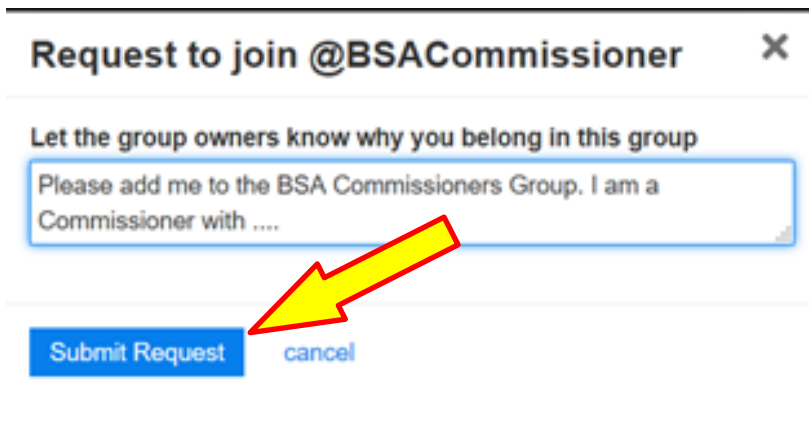 Request to join @BSACommissioner
Let the group owners know why you belong in this group
Please add me to the BSA Commissioners Group. I am a
Commissioner with ....
Submit Request
cancel